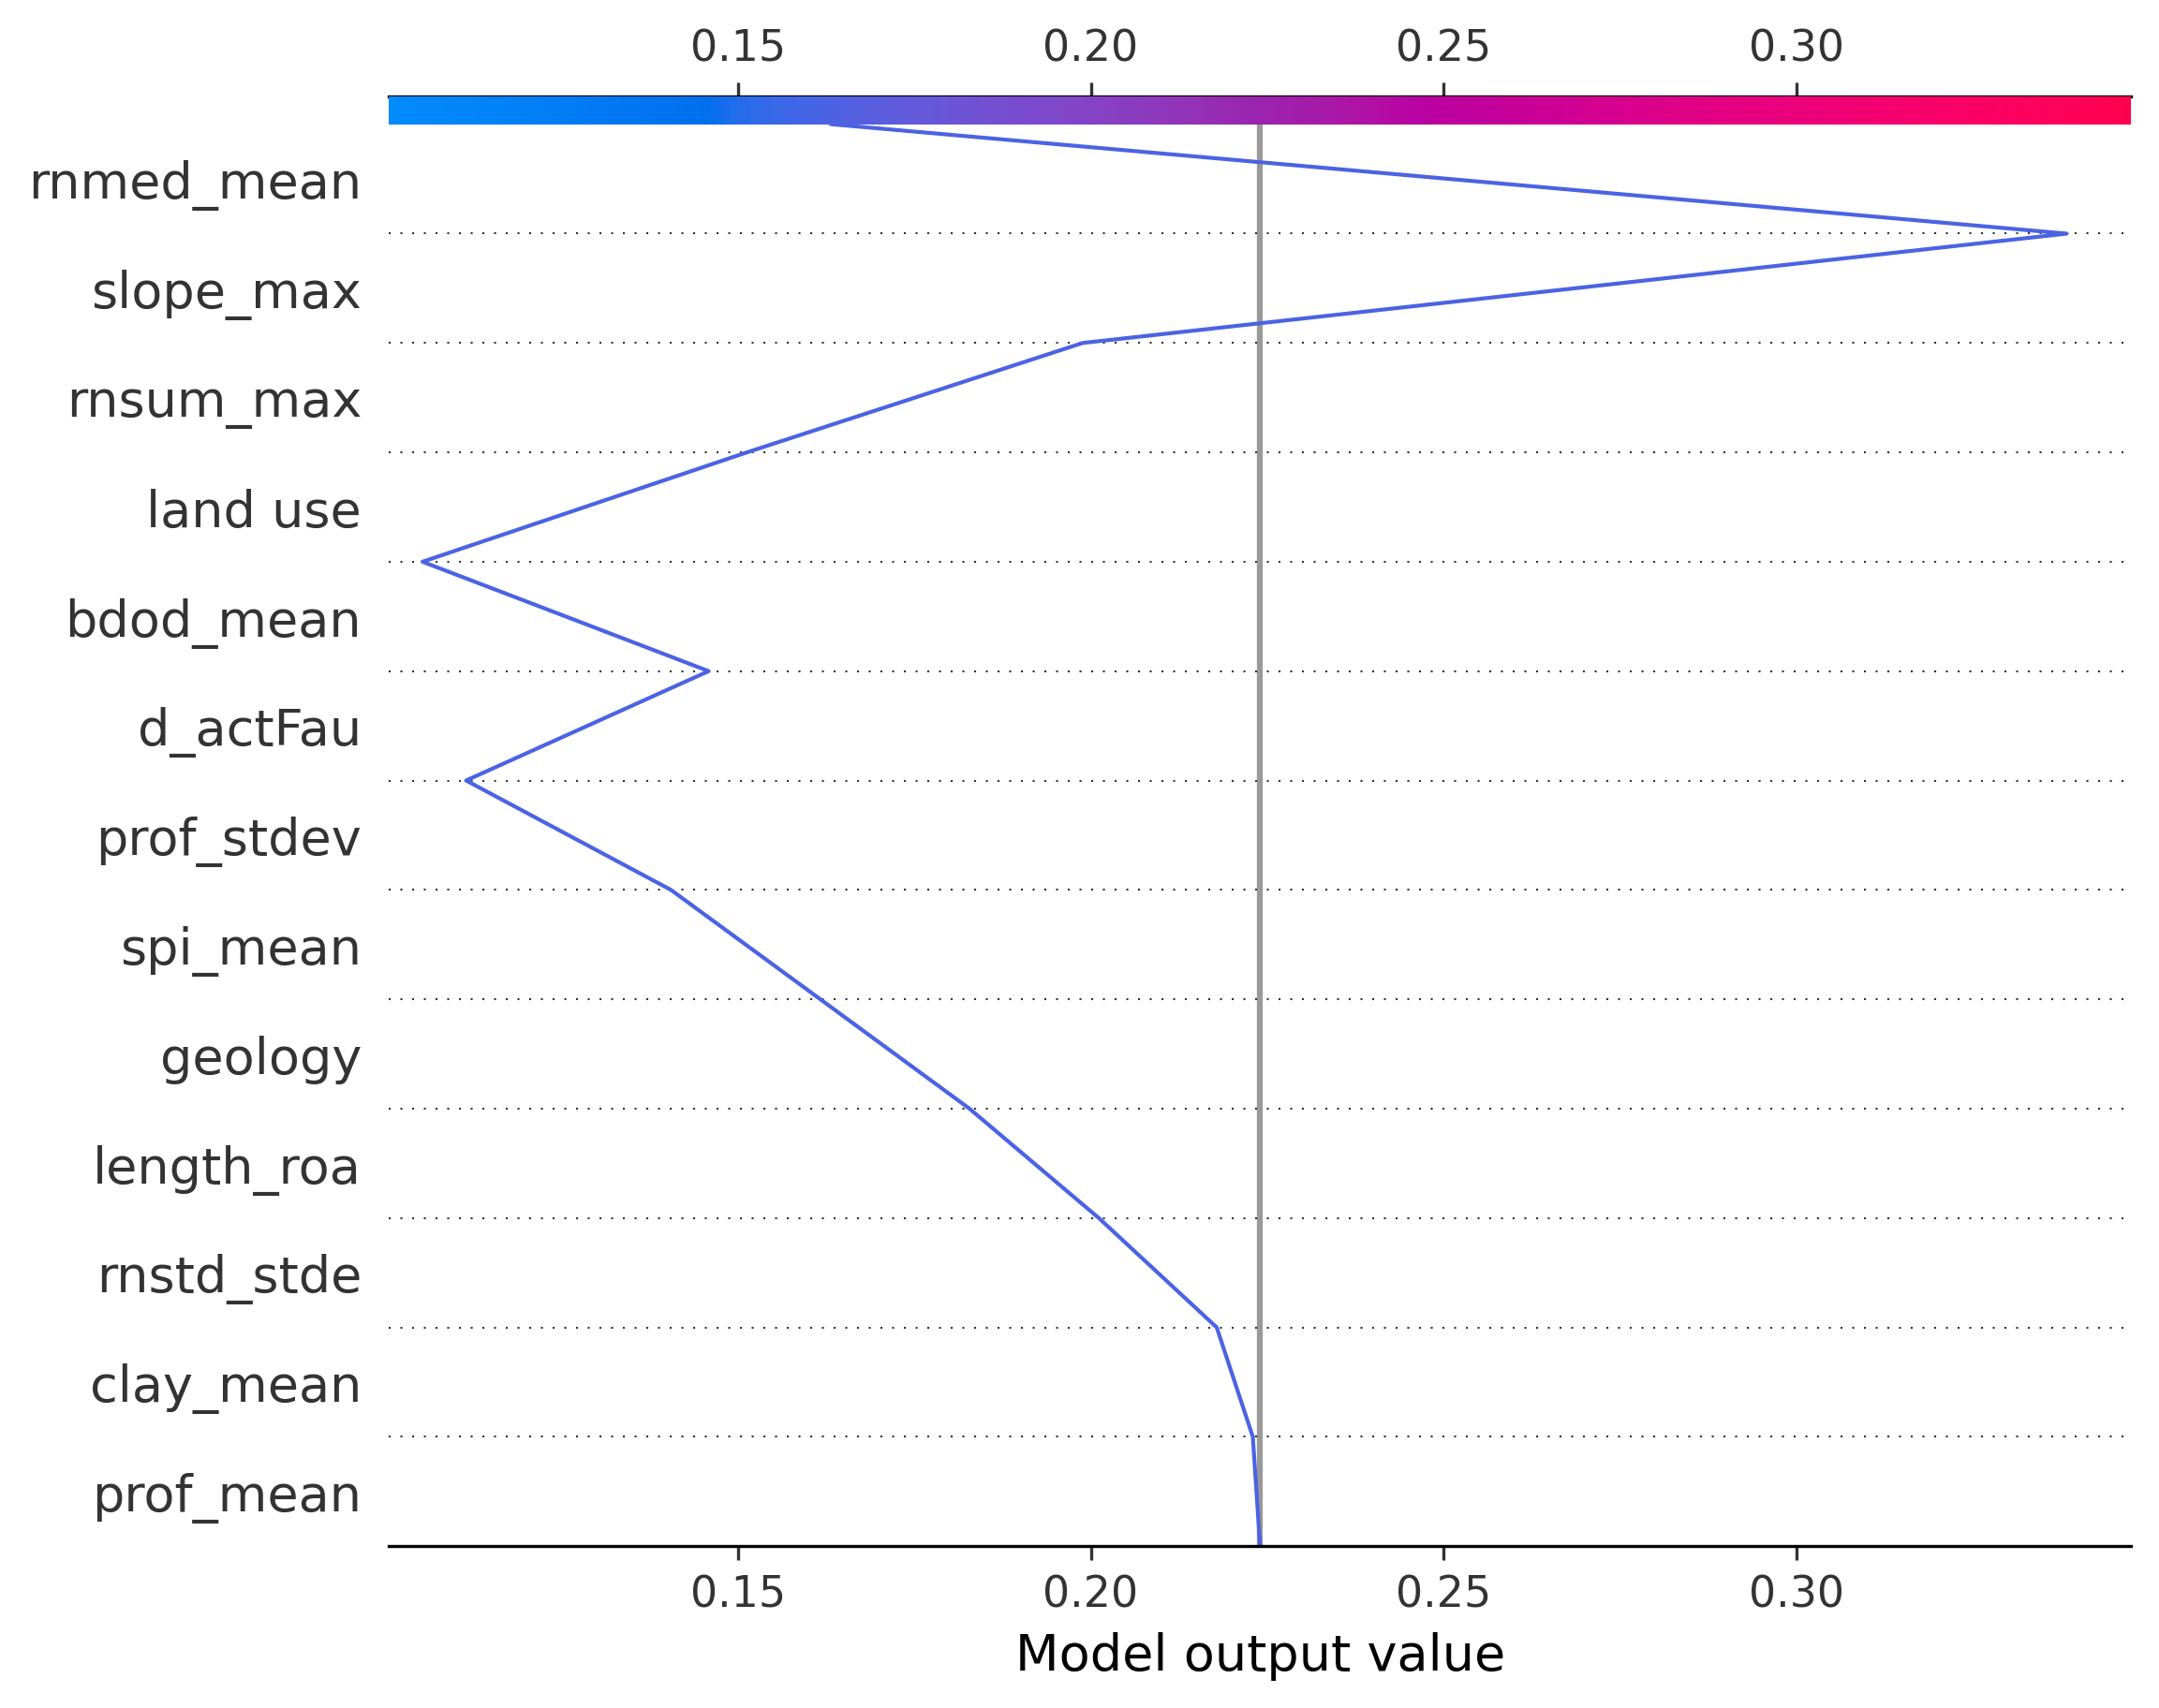 0.15 0.20 0.25 0.30
rnmed_mean
slope_max
rnsum_max
land use
bdod_mean
d_actFau
prof_stdev
spi_mean
geology
length_roa
rnstd_stde
clay_mean
prof_mean
0.15 0.20 0.25 0.30
Model output value